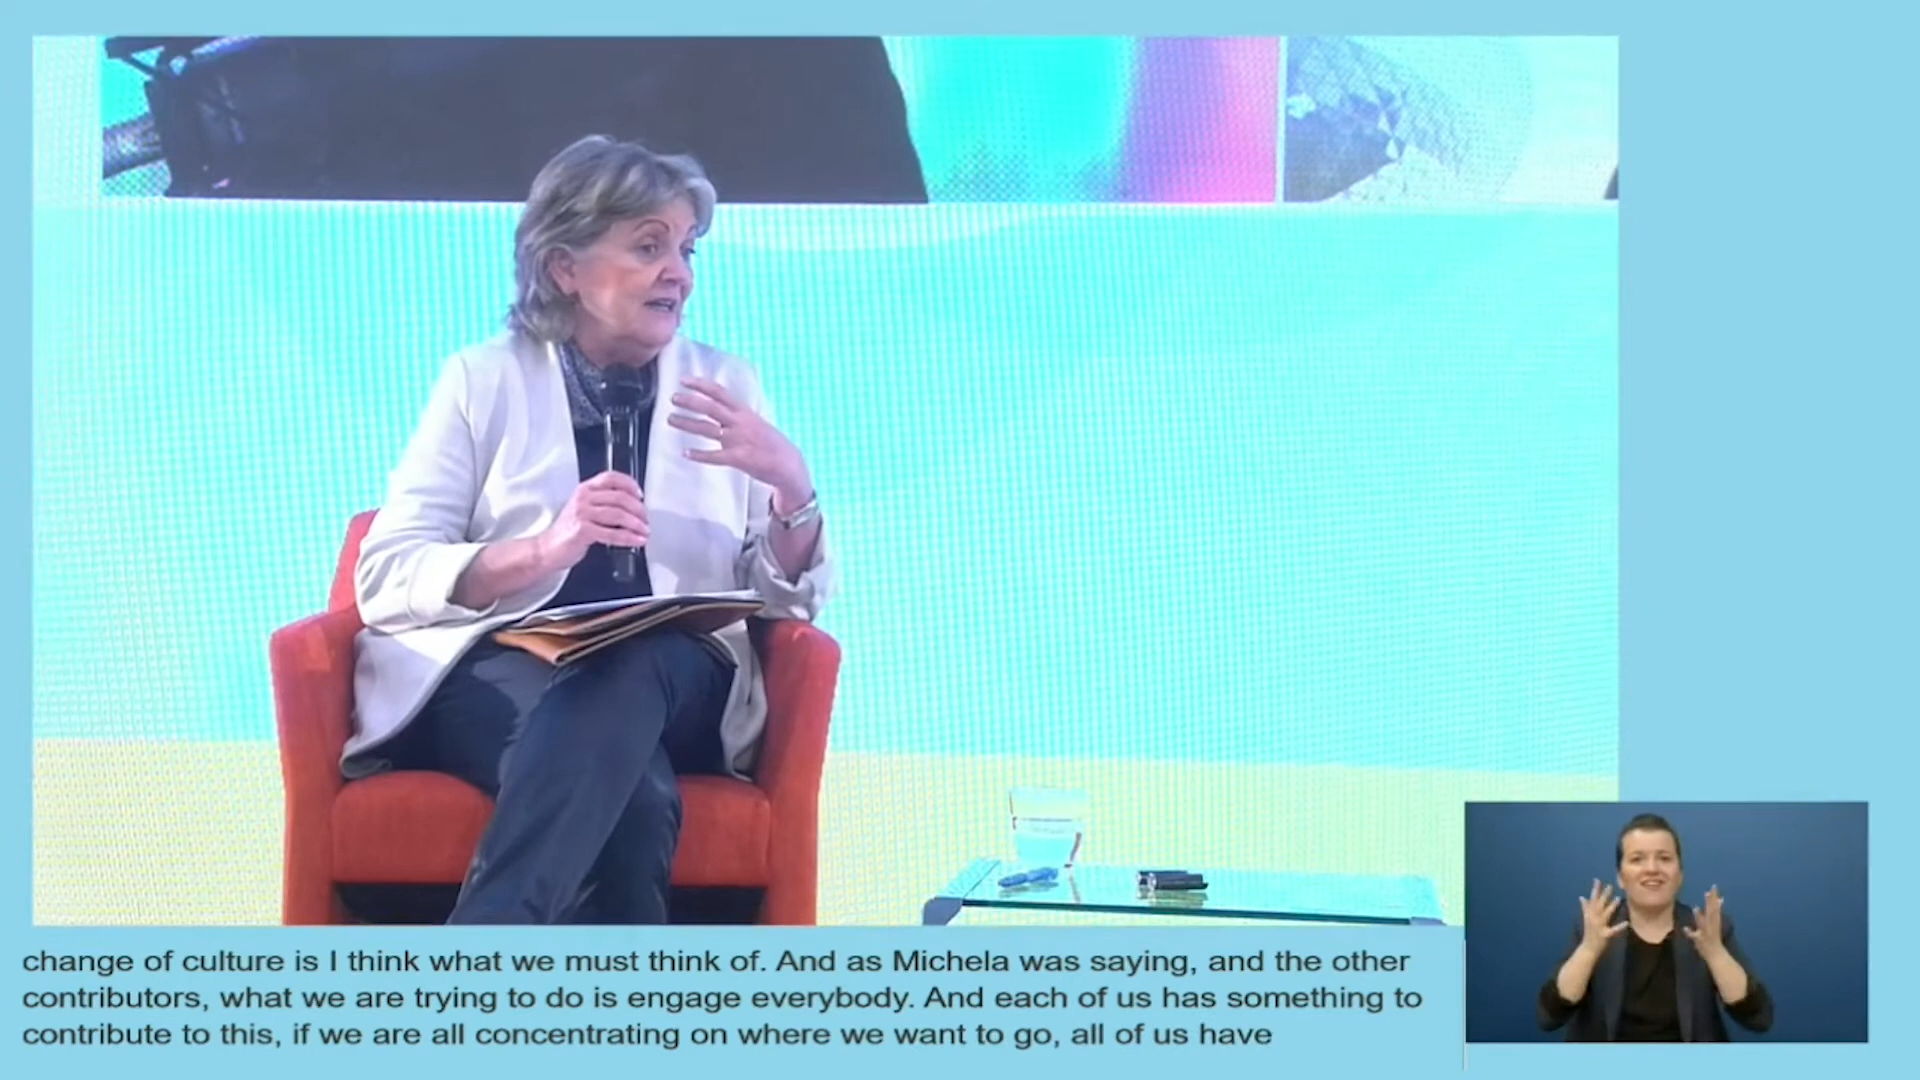 change of culture is I think what we must think of. And as Michela was saying, and the other
contributors, what we are trying to do is engage everybody. And each of us has something to
contribute to this, if we are all concentrating on where we want to go, all of us have